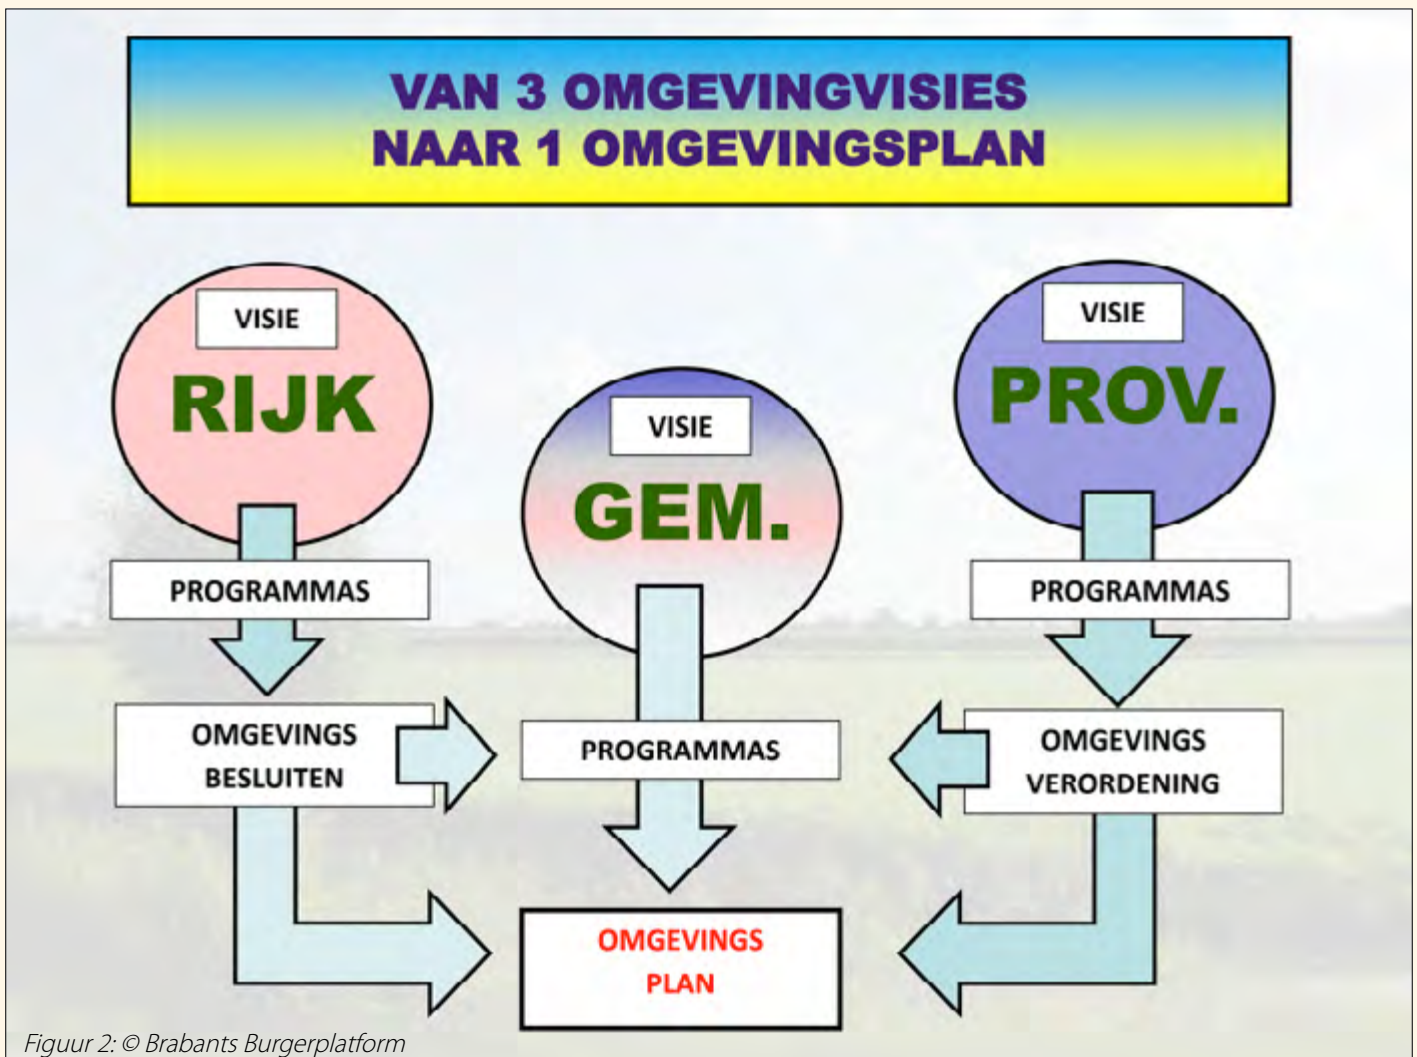 VAN 3 OMGEVINGVISIES
NAAR 1 OMGEVINGSPLAN
VISIE
RIJK
VISIE
PROV.
VISIE
GEM.
PROGRAMMAS
PROGRAMMAS
OMGEVINGS
BESLUITEN
PROGRAMMAS
OMGEVINGS
VERORDENING
OMGEVINGS
PLAN
Figuur 2: © Brabants Burgerplatform